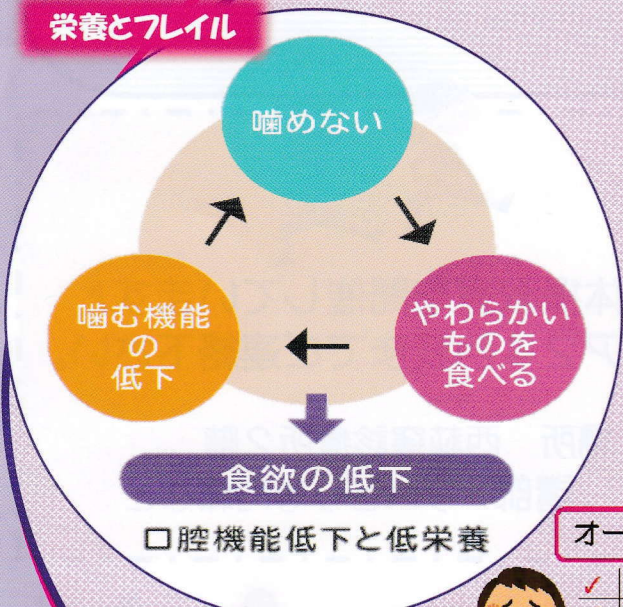 栄養とフレイル
噛めない
噛む機能
の
低下
やわらかい
ものを
食べる
食欲の低下
口腔機能低下と低栄養
オー